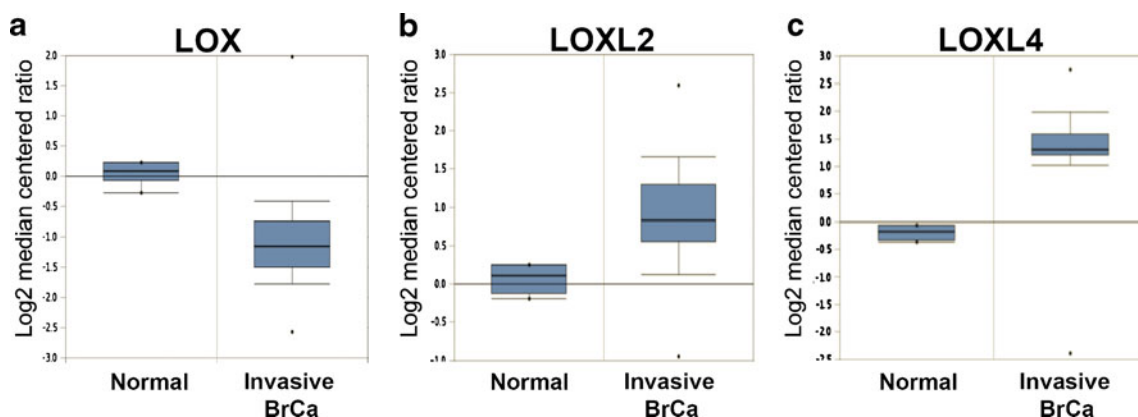 a
LOX
Log2 median centered ratio
2.0
1.5
1.0
0.5
0.0
-0.5
-1.0
-1.5
-2.0
-2.5
-3.0
Normal
Invasive
BrCa
b
LOXL2
Log2 median centered ratio
3.0
2.5
2.0
1.5
1.0
0.5
0.0
-0.5
-1.0
Normal
Invasive
BrCa
c
LOXL4
Log2 median centered ratio
3.0
2.5
2.0
1.5
1.0
0.5
0.0
-0.5
-1.0
-1.5
-2.0
-2.5
Normal
Invasive
BrCa